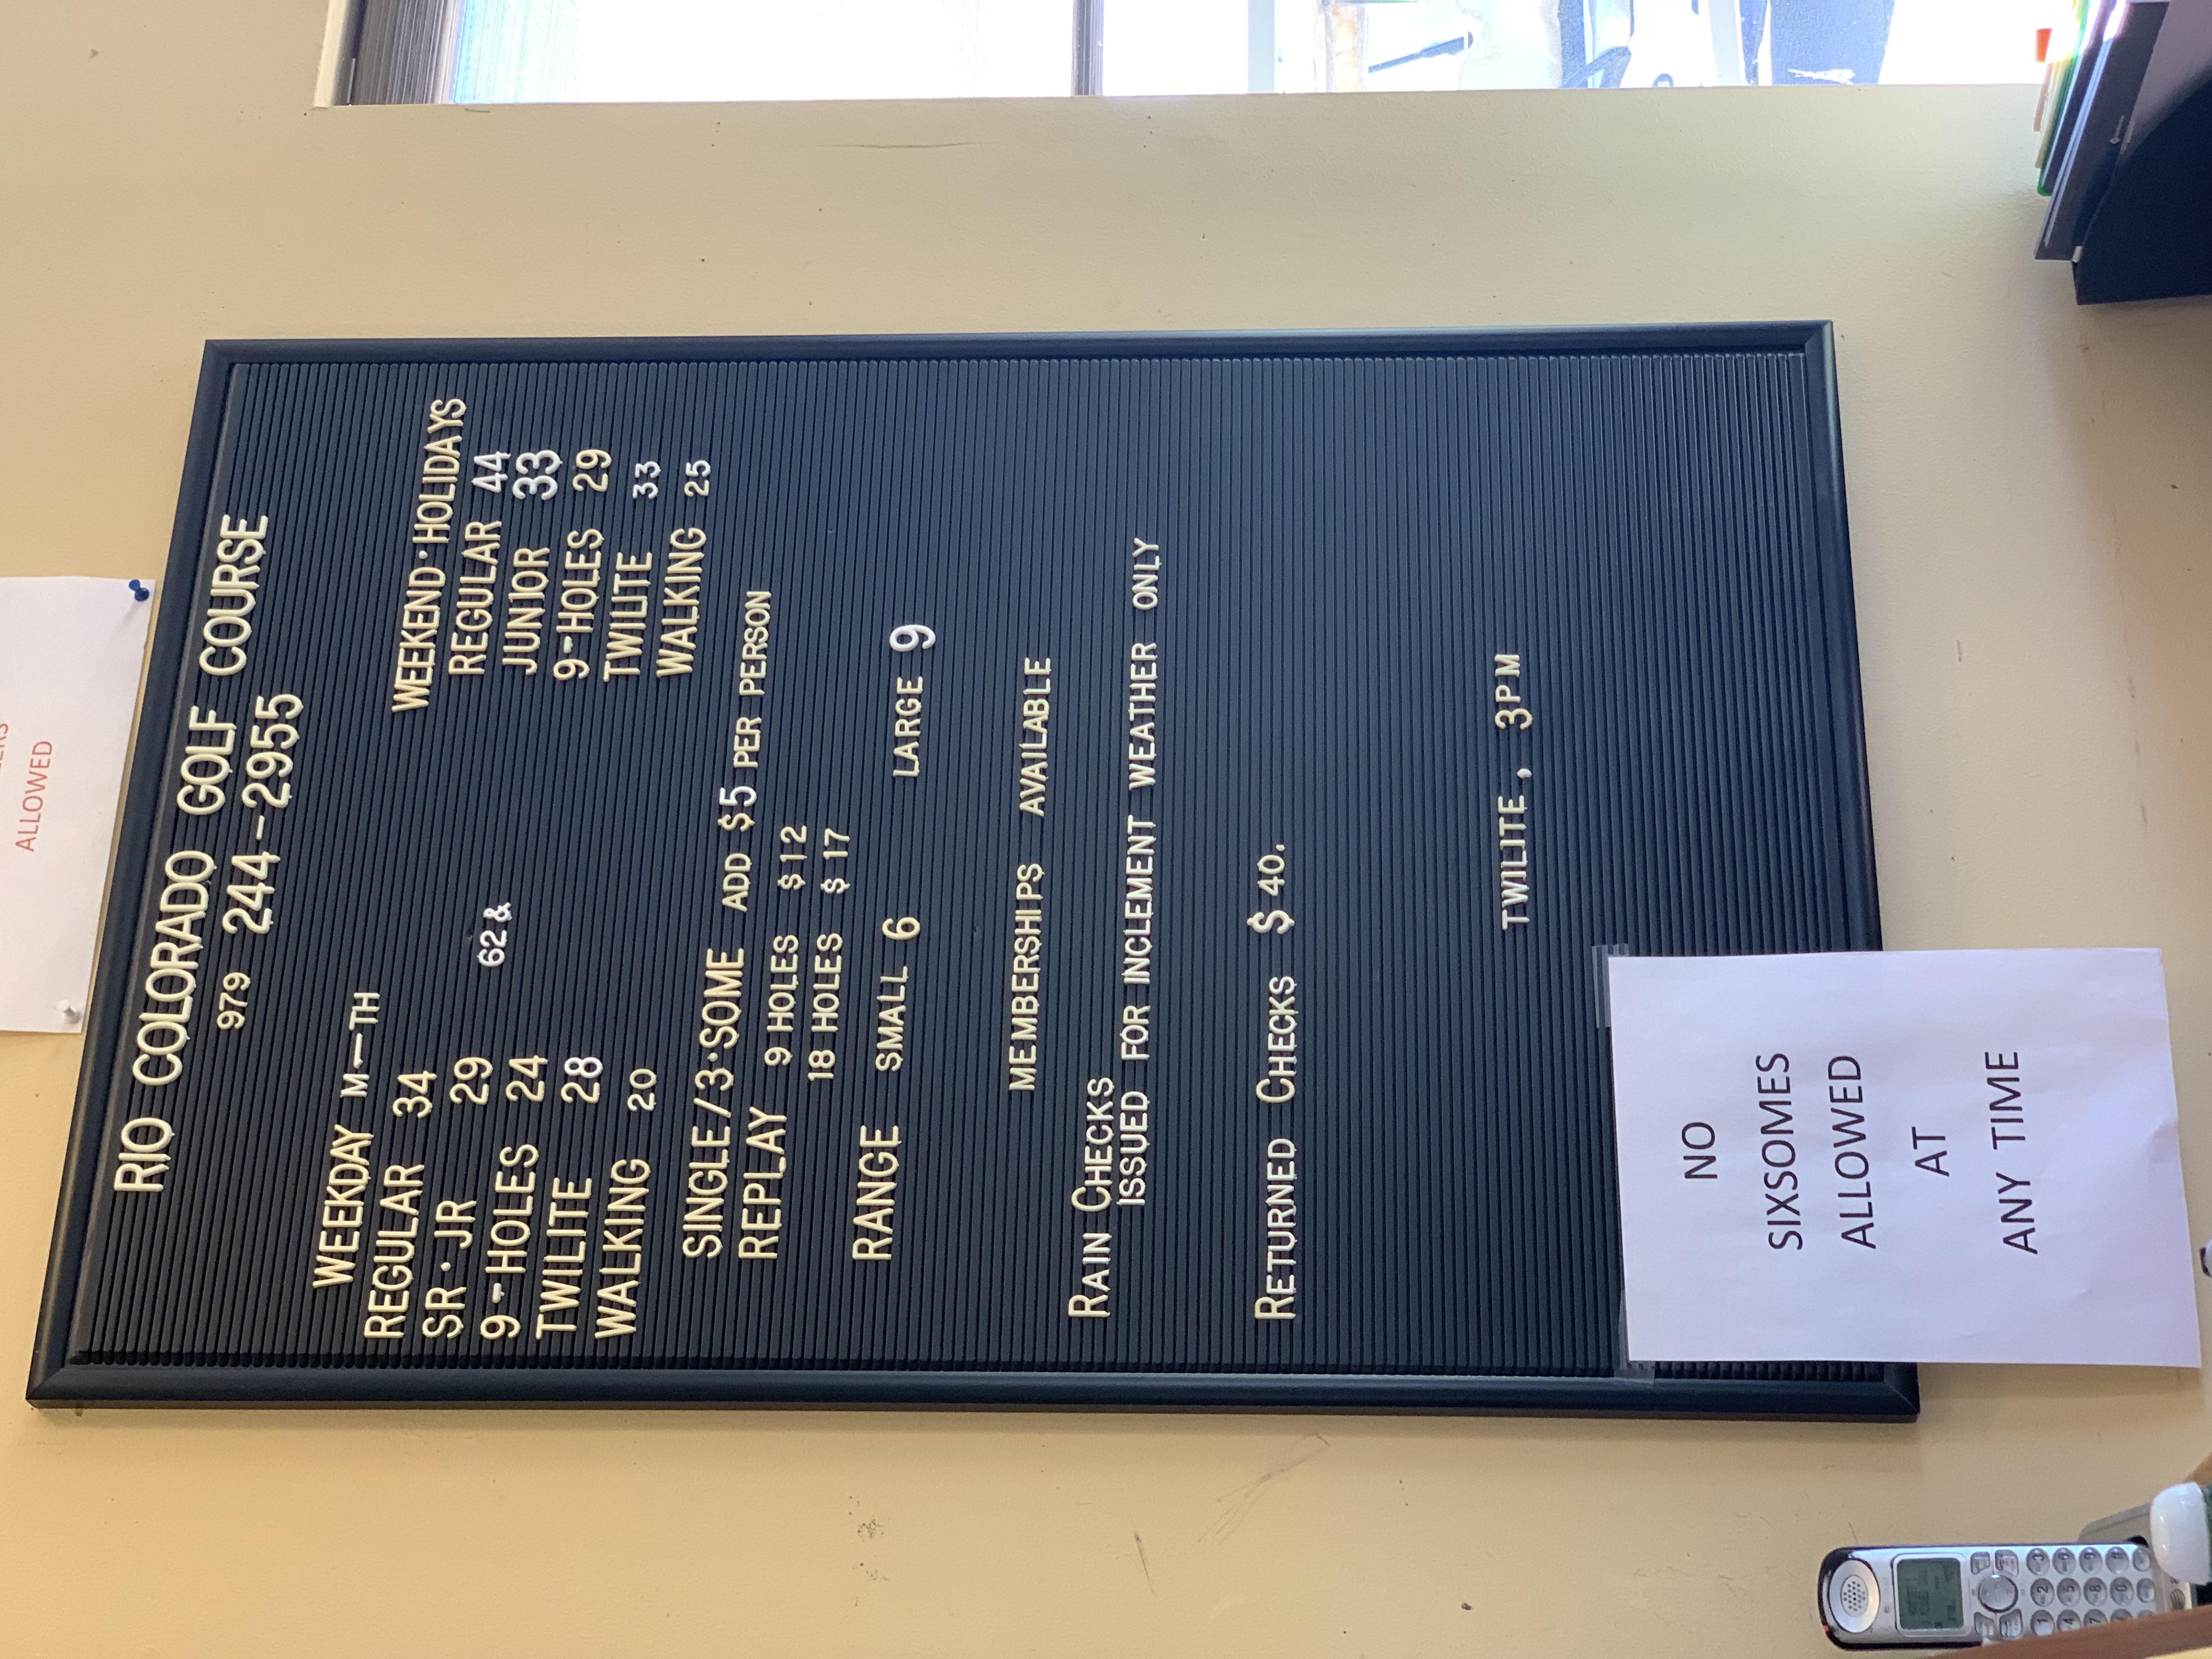 ALLOWED
RIO COLORADO GOLF COURSE
979 244-2955
WEEKDAY M—TH
REGULAR 34
SR·JR 29 62 &
9-HOLES 24
TWILITE 28
WALKING 20
WEEKEND·HOLIDAYS
REGULAR 44
JUNIOR 33
9-HOLES 29
TWILITE 33
WALKING 25
SINGLE/3·SOME ADD $5 PER PERSON
REPLAY 9 HOLES $12
18 HOLES $17
RANGE SMALL 6 LARGE 9
MEMBERSHIPS AVAILABLE
RAIN CHECKS
ISSUED FOR INCLEMENT WEATHER ONLY
RETURNED CHECKS $40.
TWILITE, 3PM
NO
SIXSOMES
ALLOWED
AT
ANY TIME